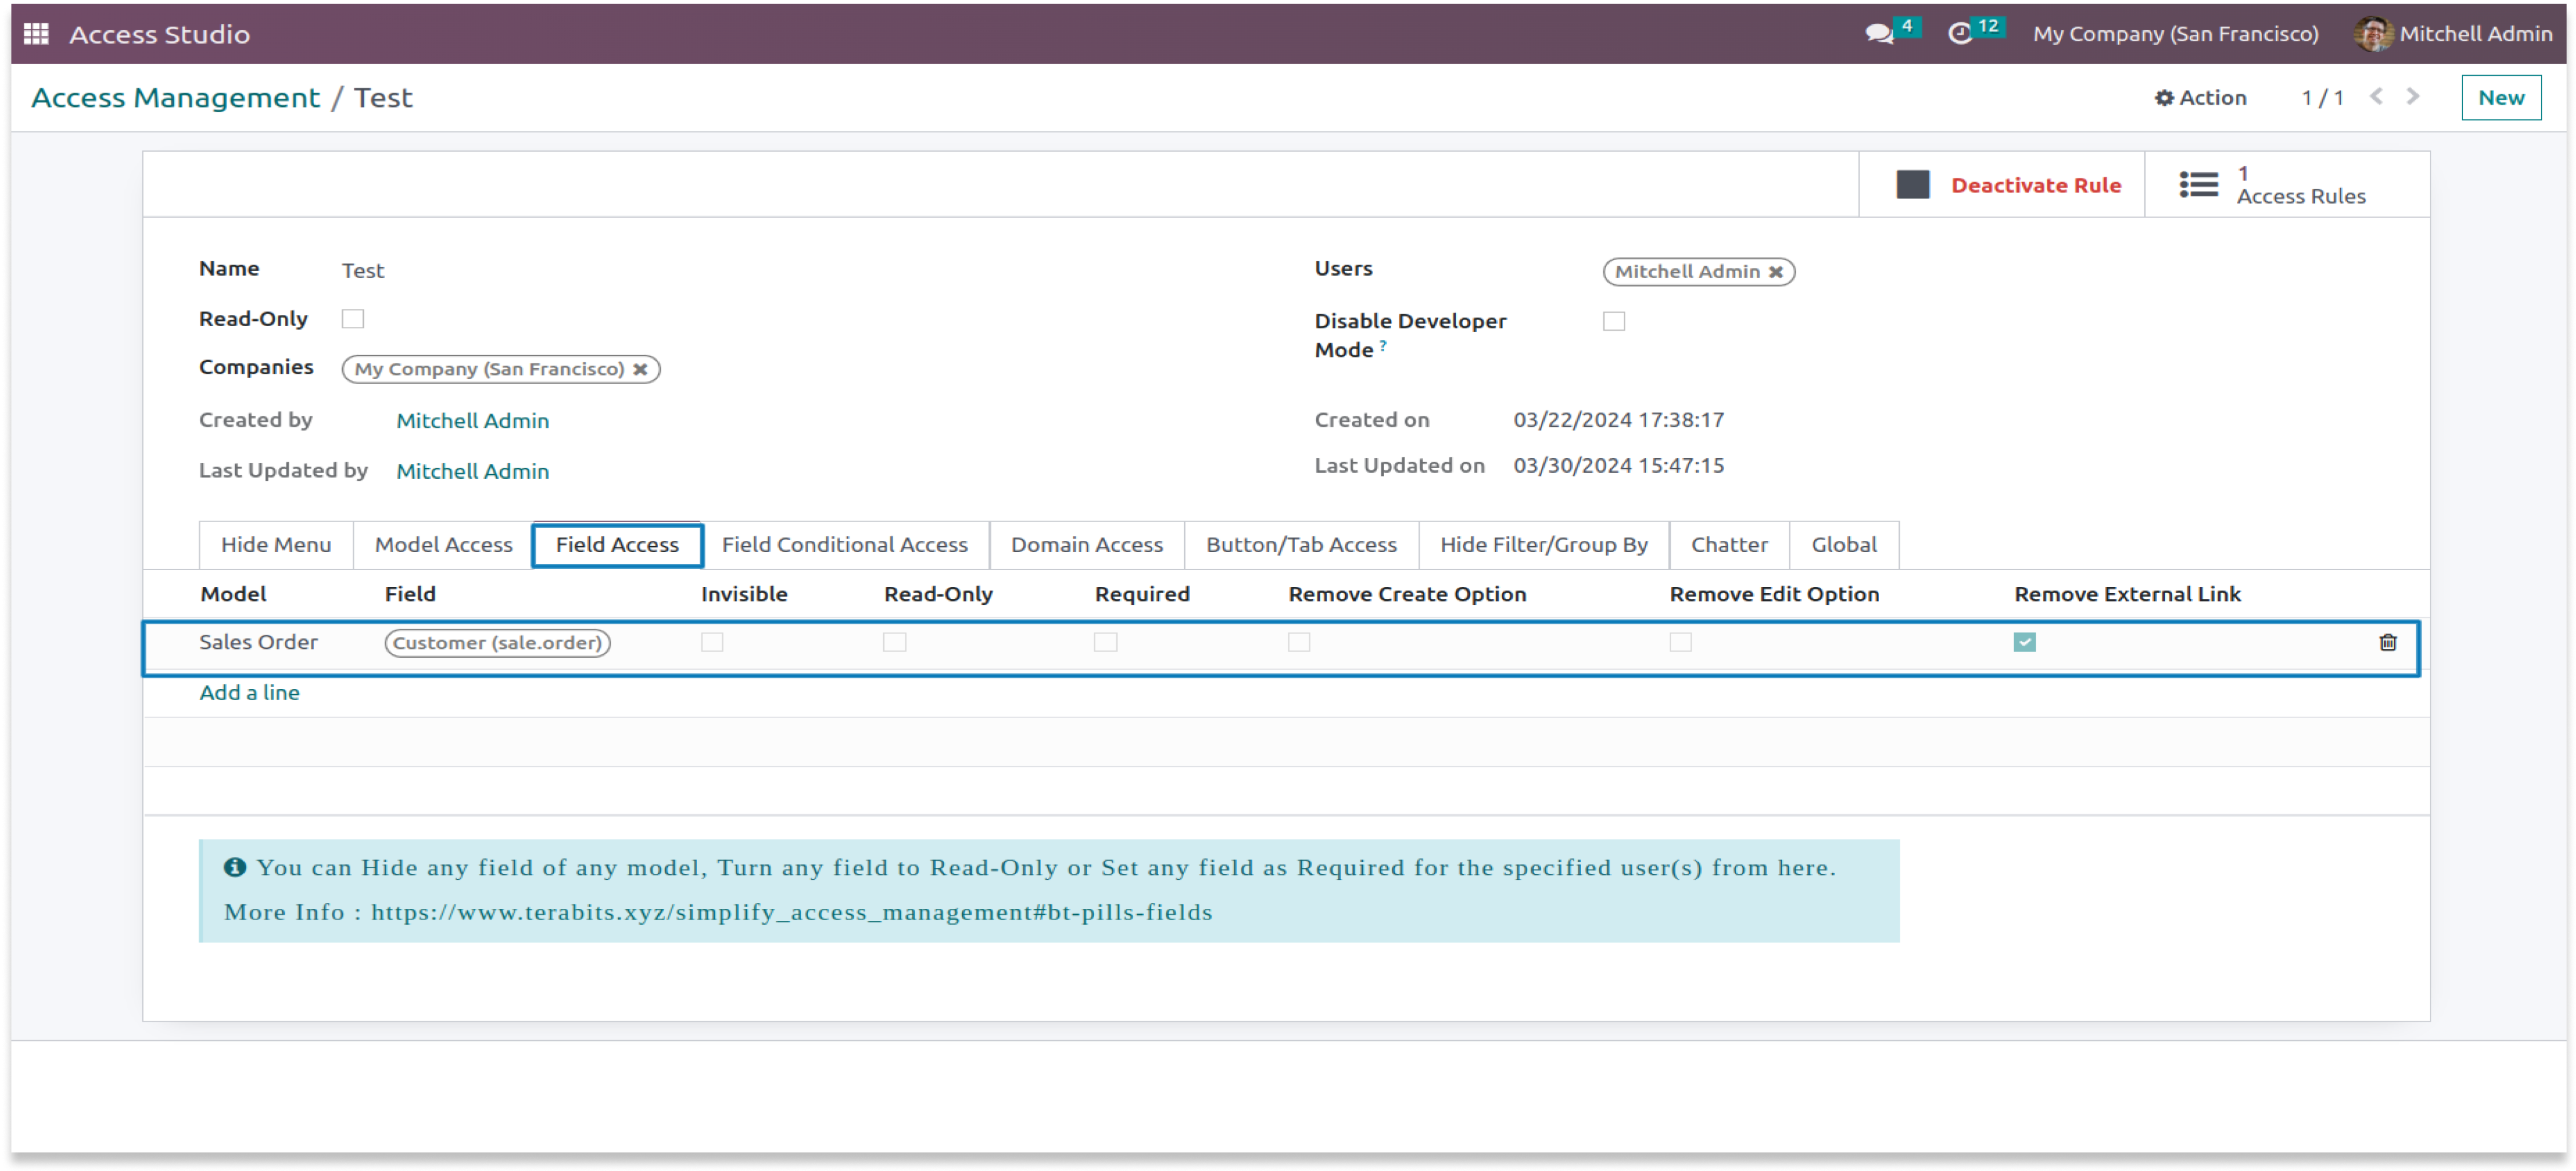 Access Studio 4 12 My Company (San Francisco) Mitchell Admin
Access Management / Test Action 1 / 1 New
Deactivate Rule 1 Access Rules
Name Test Users Mitchell Admin
Read-Only Disable Developer Mode ?
Companies My Company (San Francisco)
Created by Mitchell Admin Created on 03/22/2024 17:38:17
Last Updated by Mitchell Admin Last Updated on 03/30/2024 15:47:15
Hide Menu Model Access Field Access Field Conditional Access Domain Access Button/Tab Access Hide Filter/Group By Chatter Global
Model Field Invisible Read-Only Required Remove Create Option Remove Edit Option Remove External Link
Sales Order Customer (sale.order)
Add a line
You can Hide any field of any model, Turn any field to Read-Only or Set any field as Required for the specified user(s) from here.
More Info : https://www.terabits.xyz/simplify_access_management#bt-pills-fields